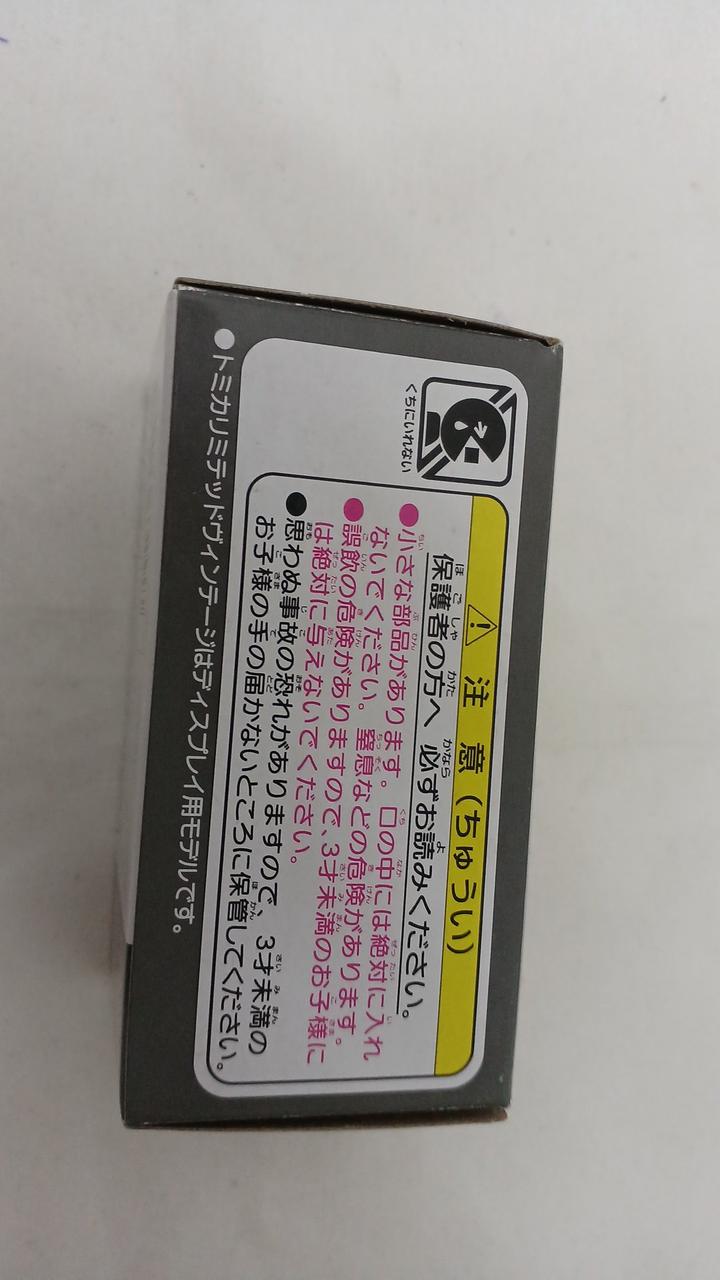 くちにいれない
⚠ 注意(ちゅうい)
保護者の方へ 必ずお読みください。
●小さな部品があります。口の中には絶対に入れ
ないでください。窒息などの危険があります。
●誤飲の危険がありますので、3才未満のお子様に
は絶対に与えないでください。
●思わぬ事故の恐れがありますので、3才未満の
お子様の手の届かないところに保管してください。
●トミカリミテッドヴィンテージはディスプレイ用モデルです。